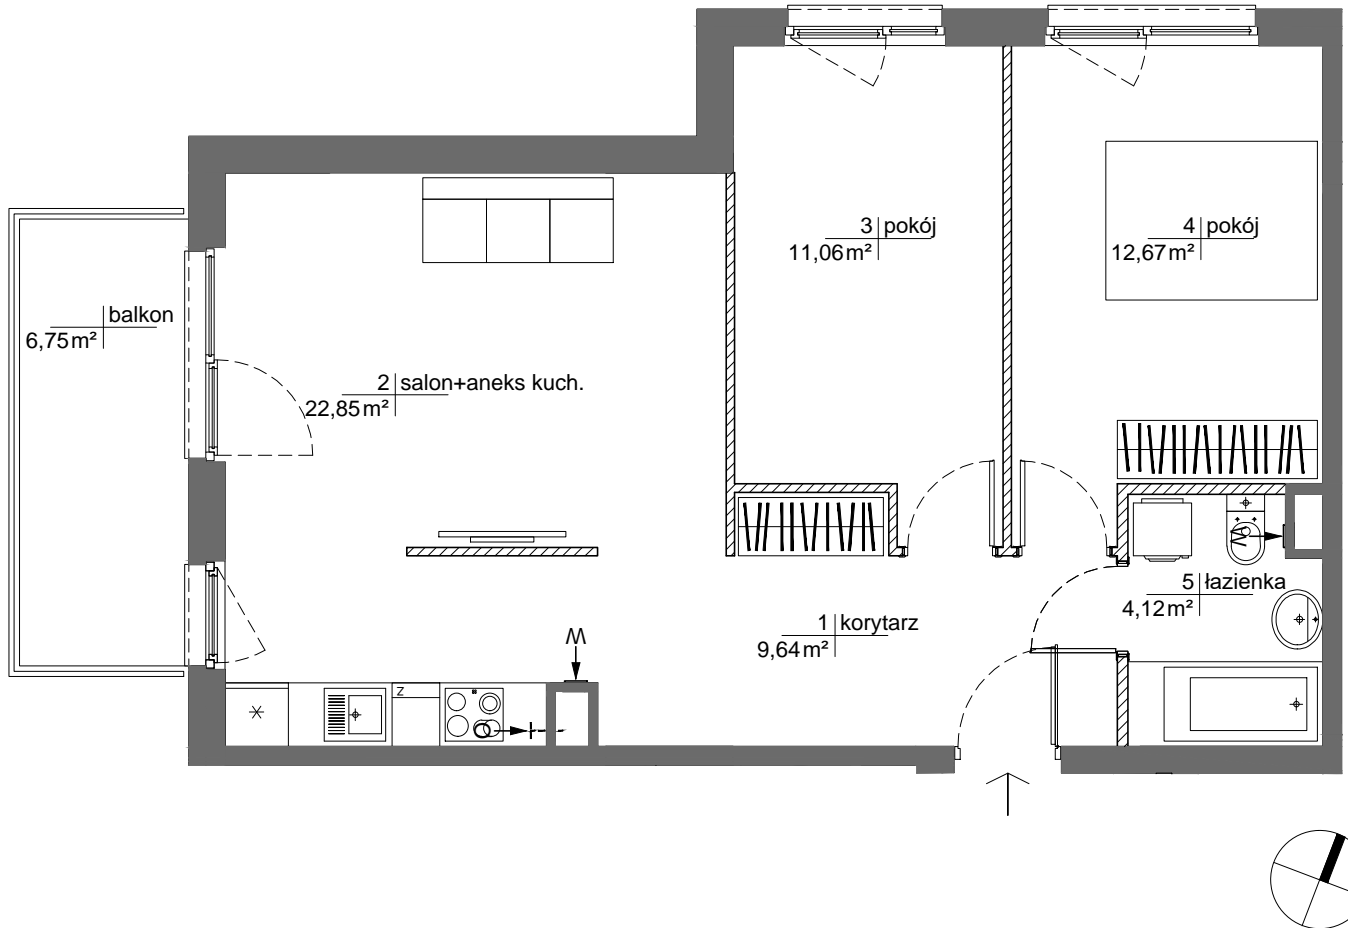 3 pokój
11,06 m²
4 pokój
12,67 m²
balkon
6,75 m²
2 salon+aneks kuch.
22,85 m²
W
5 łazienka
4,12 m²
1 korytarz
9,64 m²
W
Z